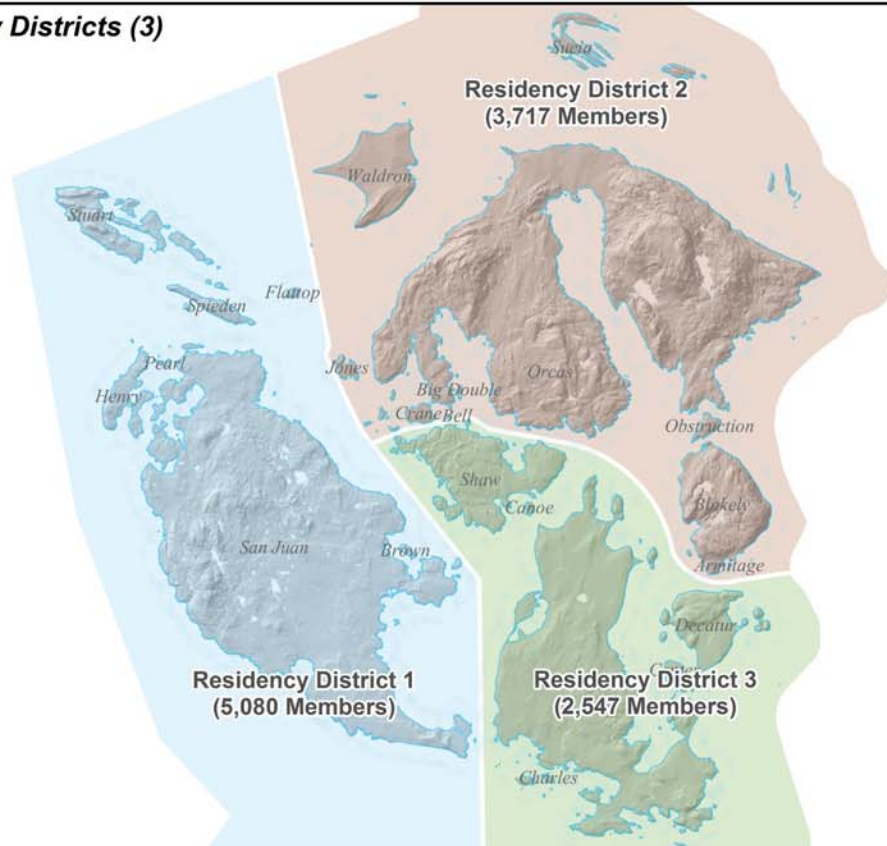 y Districts (3)
Sucia
Residency District 2
(3,717 Members)
Waldron
Stuart
Flattop
Spieden
Pearl
Jones
Henry
Orcas
Big Double
Crane
Bell
Obstruction
Shaw
Canoe
Blakely
San Juan
Brown
Armitage
Decatur
Residency District 1
(5,080 Members)
Residency District 3
(2,547 Members)
Charles